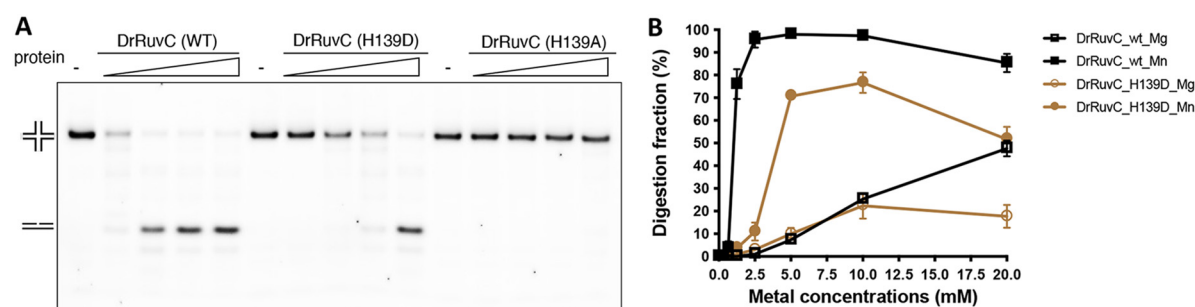 A
protein
DrRuvC (WT)
DrRuvC (H139D)
DrRuvC (H139A)
- - -
B
Digestion fraction (%)
100
90
80
70
60
50
40
30
20
10
0
0.0 2.5 5.0 7.5 10.0 12.5 15.0 17.5 20.0
Metal concentrations (mM)
DrRuvC_wt_Mg
DrRuvC_wt_Mn
DrRuvC_H139D_Mg
DrRuvC_H139D_Mn